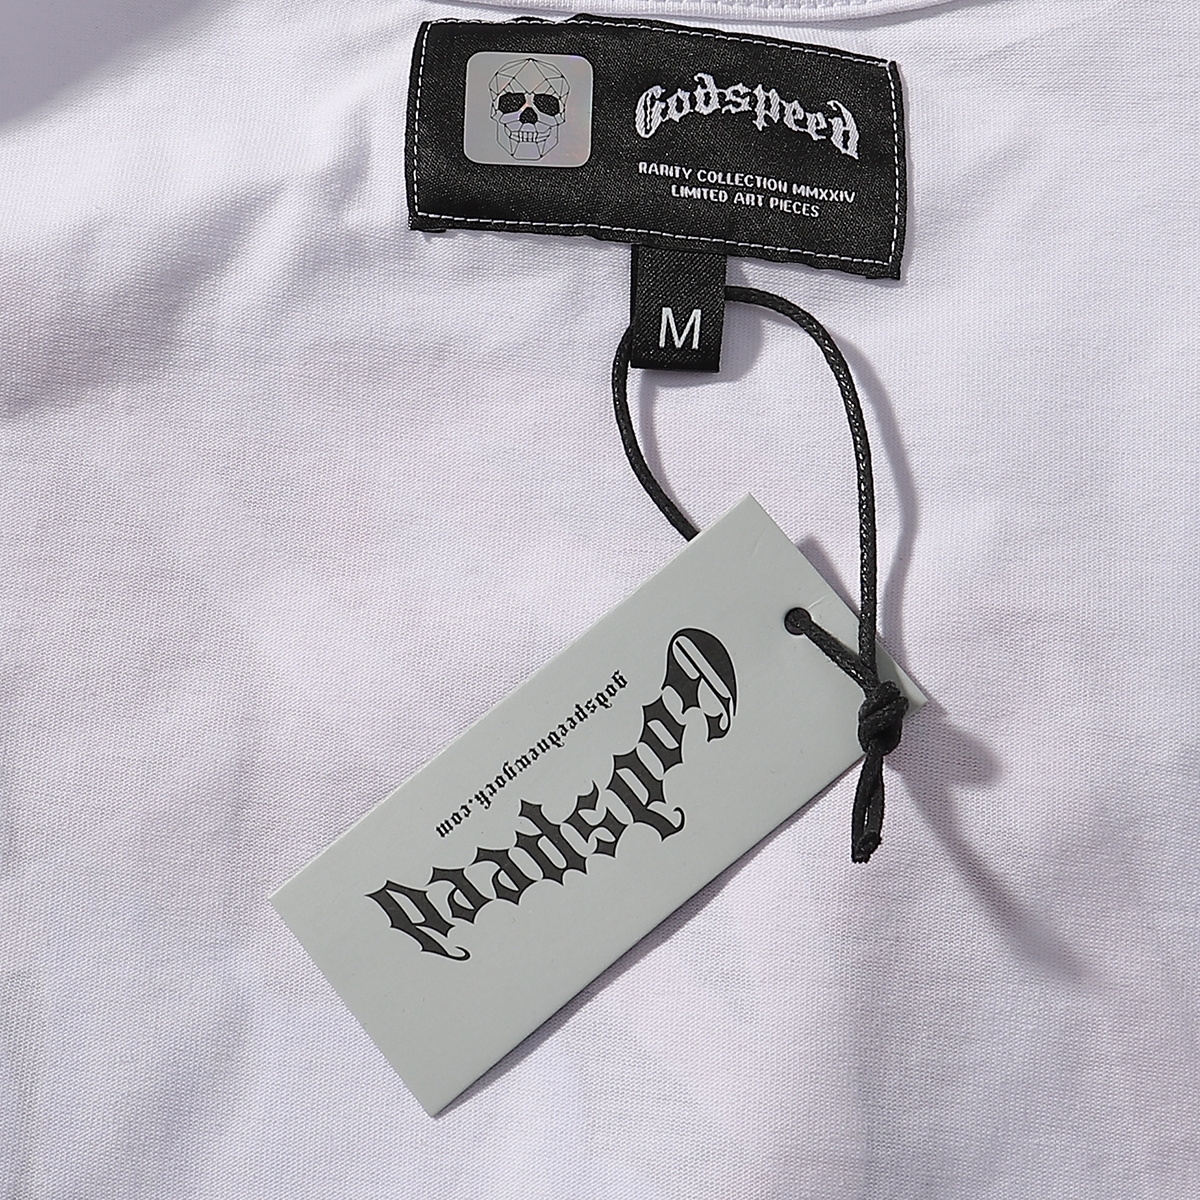 Godspeed
RARITY COLLECTION MMXXIV
LIMITED ART PIECES
M
Godspeed
godspeednewyork.com